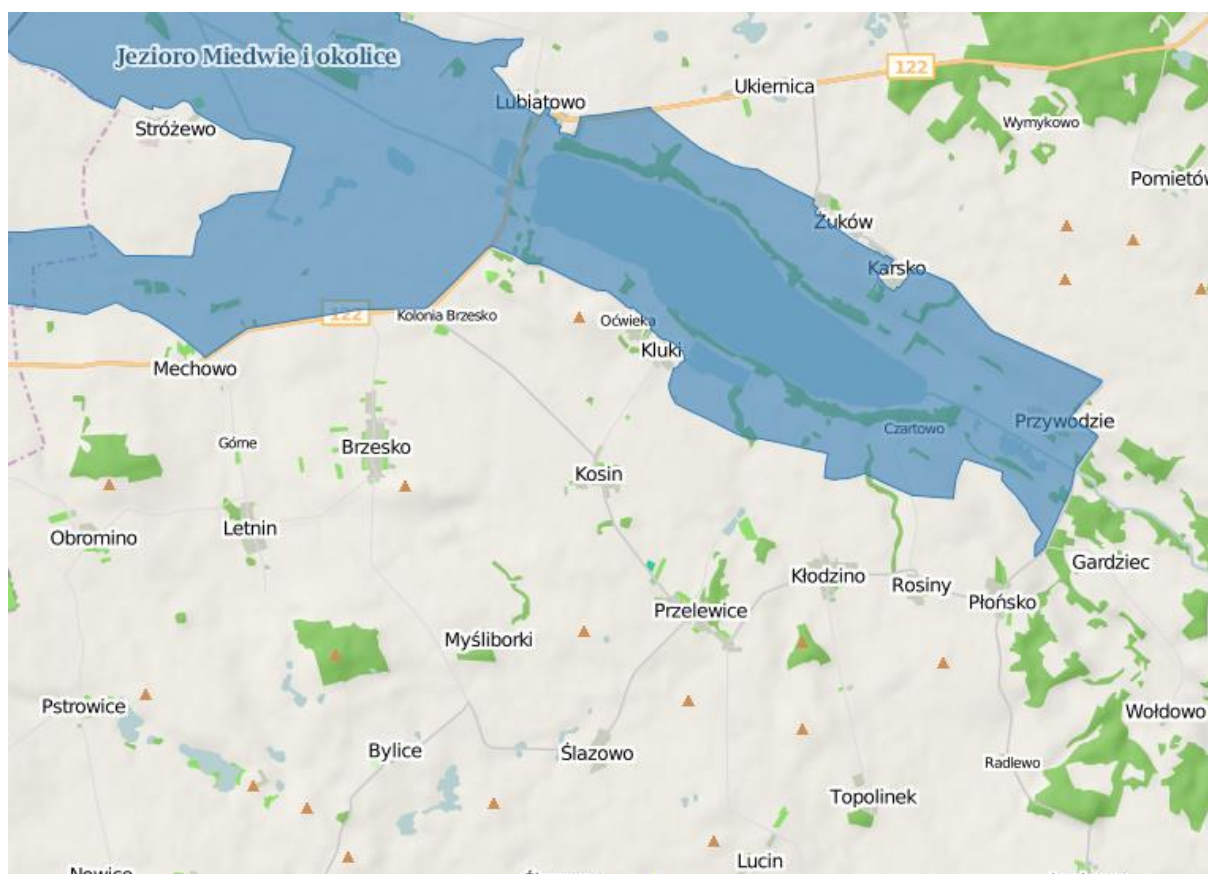 Jezioro Miedwie i okolice
122
Ukiernica
Lubiatowo
Stróżewo
Wymykowo
Pomietów
Żuków
Karsko
122
Kolonia Brzesko
Oćwieka
Kluki
Mechowo
Przywodzie
Czartowo
Górne
Brzesko
Kosin
Letnin
Obromino
Gardziec
Kłodzino
Rosiny
Płońsko
Przelewice
Myśliborki
Pstrowice
Wołdowo
Bylice
Ślazowo
Radlewo
Topolinek
Lucin
Nowice